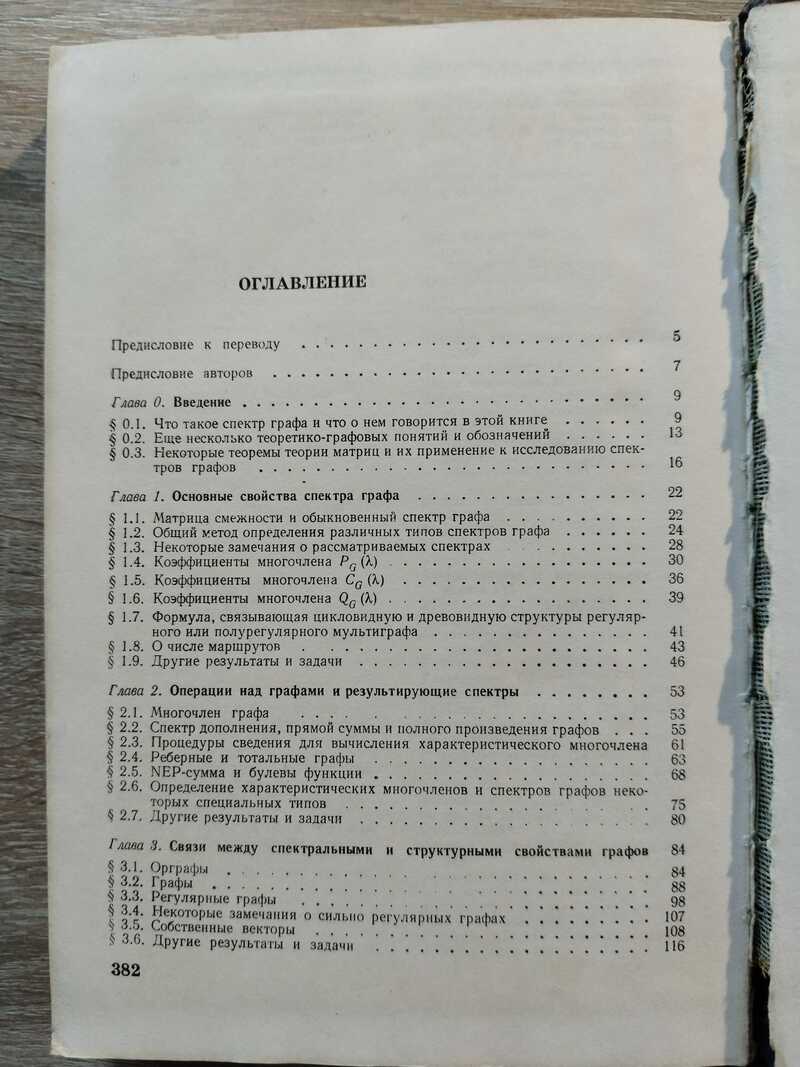 ОГЛАВЛЕНИЕ
Предисловие к переводу . . . . . . . . . . . . . . . . . . . . . . . 5
Предисловие авторов . . . . . . . . . . . . . . . . . . . . . . . . 7
Глава 0. Введение . . . . . . . . . . . . . . . . . . . . . . . . . 9
§ 0.1. Что такое спектр графа и что о нем говорится в этой книге . . . . . . 9
§ 0.2. Еще несколько теоретико-графовых понятий и обозначений . . . . . . 13
§ 0.3. Некоторые теоремы теории матриц и их применение к исследованию спек-
тров графов . . . . . . . . . . . . . . . . . . . . . . . . 16
Глава 1. Основные свойства спектра графа . . . . . . . . . . . . . . . 22
§ 1.1. Матрица смежности и обыкновенный спектр графа . . . . . . . . . . 22
§ 1.2. Общий метод определения различных типов спектров графа . . . . . . 24
§ 1.3. Некоторые замечания о рассматриваемых спектрах . . . . . . . . . 28
§ 1.4. Коэффициенты многочлена P_G (λ) . . . . . . . . . . . . . . . . 30
§ 1.5. Коэффициенты многочлена C_G (λ) . . . . . . . . . . . . . . . . 36
§ 1.6. Коэффициенты многочлена Q_G (λ) . . . . . . . . . . . . . . . . 39
§ 1.7. Формула, связывающая цикловидную и древовидную структуры регуляр-
ного или полурегулярного мультиграфа . . . . . . . . . . . . . . 41
§ 1.8. О числе маршрутов . . . . . . . . . . . . . . . . . . . . . 43
§ 1.9. Другие результаты и задачи . . . . . . . . . . . . . . . . . . 46
Глава 2. Операции над графами и результирующие спектры . . . . . . . . 53
§ 2.1. Многочлен графа . . . . . . . . . . . . . . . . . . . . . . 53
§ 2.2. Спектр дополнения, прямой суммы и полного произведения графов . . . 55
§ 2.3. Процедуры сведения для вычисления характеристического многочлена 61
§ 2.4. Реберные и тотальные графы . . . . . . . . . . . . . . . . . 63
§ 2.5. NEP-сумма и булевы функции . . . . . . . . . . . . . . . . . 68
§ 2.6. Определение характеристических многочленов и спектров графов неко-
торых специальных типов . . . . . . . . . . . . . . . . . . . 75
§ 2.7. Другие результаты и задачи . . . . . . . . . . . . . . . . . . 80
Глава 3. Связи между спектральными и структурными свойствами графов 84
§ 3.1. Орграфы . . . . . . . . . . . . . . . . . . . . . . . . . 84
§ 3.2. Графы . . . . . . . . . . . . . . . . . . . . . . . . . . 88
§ 3.3. Регулярные графы . . . . . . . . . . . . . . . . . . . . . 98
§ 3.4. Некоторые замечания о сильно регулярных графах . . . . . . . . . 107
§ 3.5. Собственные векторы . . . . . . . . . . . . . . . . . . . . 108
§ 3.6. Другие результаты и задачи . . . . . . . . . . . . . . . . . . 116
382